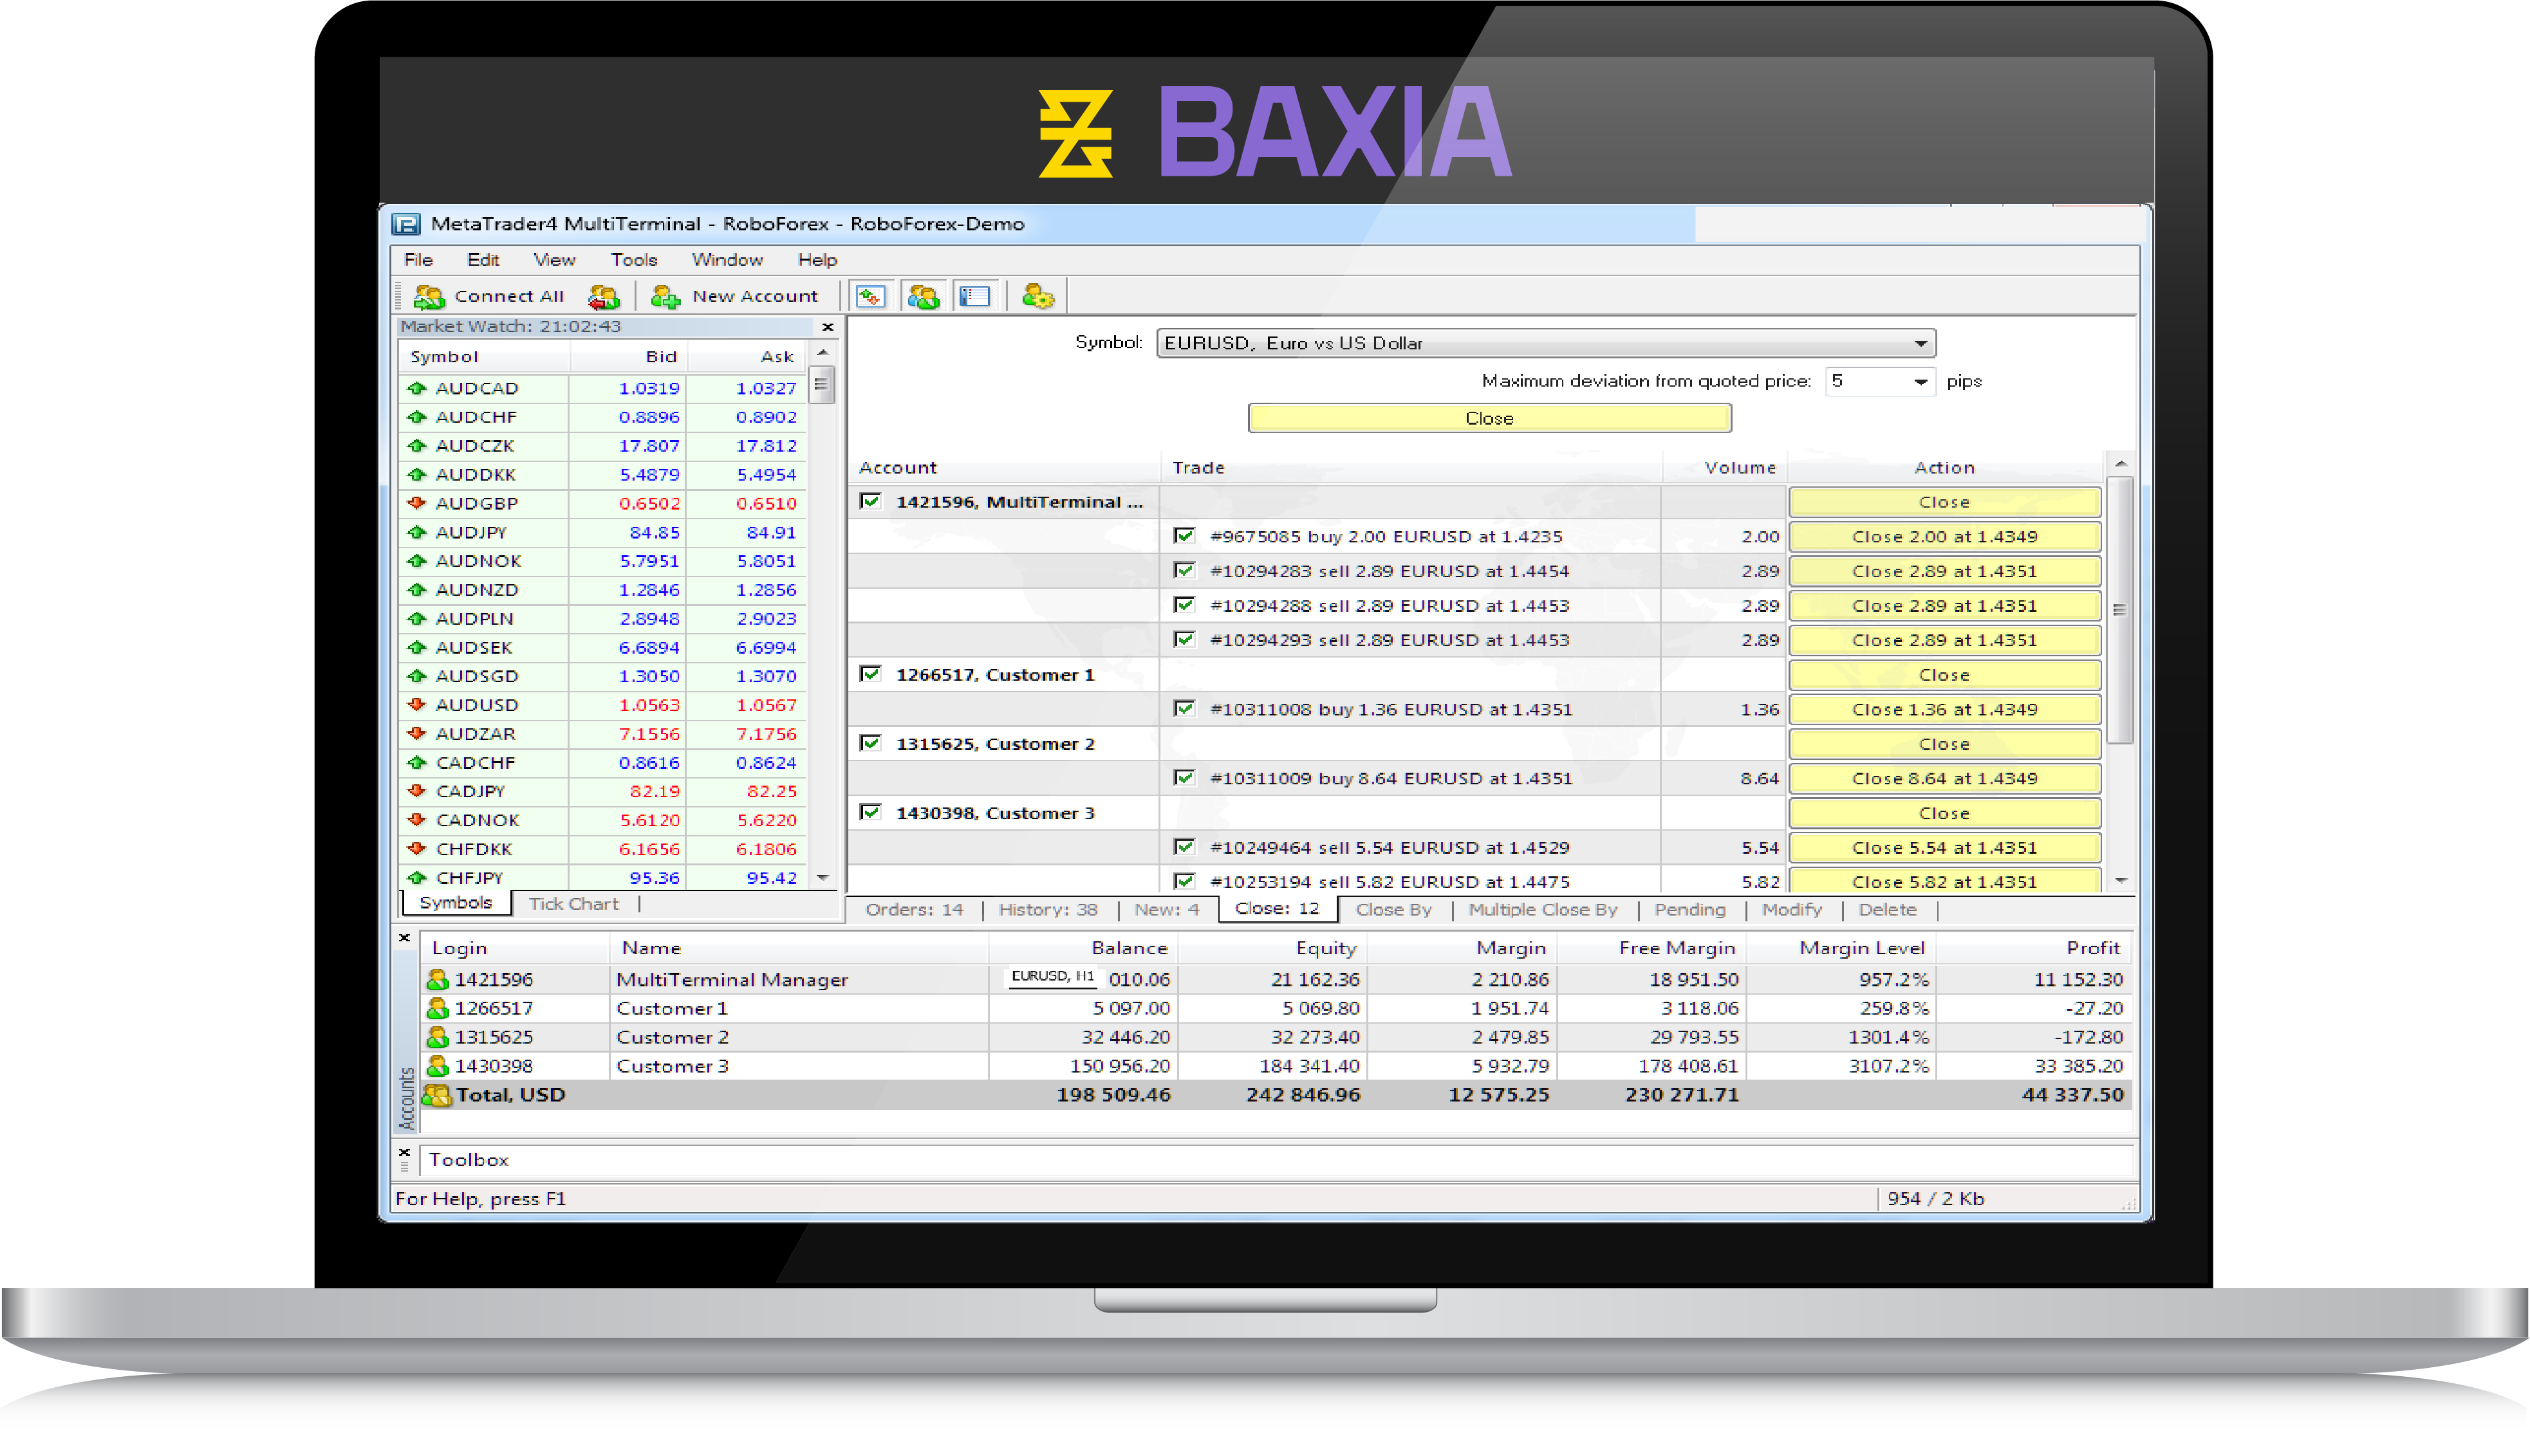 BAXIA
MetaTrader4 MultiTerminal - RoboForex - RoboForex-Demo
File Edit View Tools Window Help
Connect All New Account
Market Watch: 21:02:43
Symbol Bid Ask
AUDCAD 1.0319 1.0327
AUDCHF 0.8896 0.8902
AUDCZK 17.807 17.812
AUDDKK 5.4879 5.4954
AUDGBP 0.6502 0.6510
AUDJPY 84.85 84.91
AUDNOK 5.7951 5.8051
AUDNZD 1.2846 1.2856
AUDPLN 2.8948 2.9023
AUDSEK 6.6894 6.6994
AUDSGD 1.3050 1.3070
AUDUSD 1.0563 1.0567
AUDZAR 7.1556 7.1756
CADCHF 0.8616 0.8624
CADJPY 82.19 82.25
CADNOK 5.6120 5.6220
CHFDKK 6.1656 6.1806
CHFJPY 95.36 95.42
Symbols Tick Chart
Symbol: EURUSD, Euro vs US Dollar
Maximum deviation from quoted price: 5 pips
Close
Account Trade Volume Action
1421596, MultiTerminal ... Close
#9675085 buy 2.00 EURUSD at 1.4235 2.00 Close 2.00 at 1.4349
#10294283 sell 2.89 EURUSD at 1.4454 2.89 Close 2.89 at 1.4351
#10294288 sell 2.89 EURUSD at 1.4453 2.89 Close 2.89 at 1.4351
#10294293 sell 2.89 EURUSD at 1.4453 2.89 Close 2.89 at 1.4351
1266517, Customer 1 Close
#10311008 buy 1.36 EURUSD at 1.4351 1.36 Close 1.36 at 1.4349
1315625, Customer 2 Close
#10311009 buy 8.64 EURUSD at 1.4351 8.64 Close 8.64 at 1.4349
1430398, Customer 3 Close
#10249464 sell 5.54 EURUSD at 1.4529 5.54 Close 5.54 at 1.4351
#10253194 sell 5.82 EURUSD at 1.4475 5.82 Close 5.82 at 1.4351
Orders: 14 History: 38 New: 4 Close: 12 Close By Multiple Close By Pending Modify Delete
Login Name Balance Equity Margin Free Margin Margin Level Profit
1421596 MultiTerminal Manager EURUSD, H1 010.06 21 162.36 2 210.86 18 951.50 957.2% 11 152.30
1266517 Customer 1 5 097.00 5 069.80 1 951.74 3 118.06 259.8% -27.20
1315625 Customer 2 32 446.20 32 273.40 2 479.85 29 793.55 1301.4% -172.80
1430398 Customer 3 150 956.20 184 341.40 5 932.79 178 408.61 3107.2% 33 385.20
Total, USD 198 509.46 242 846.96 12 575.25 230 271.71 44 337.50
Accounts
Toolbox
For Help, press F1 954 / 2 Kb